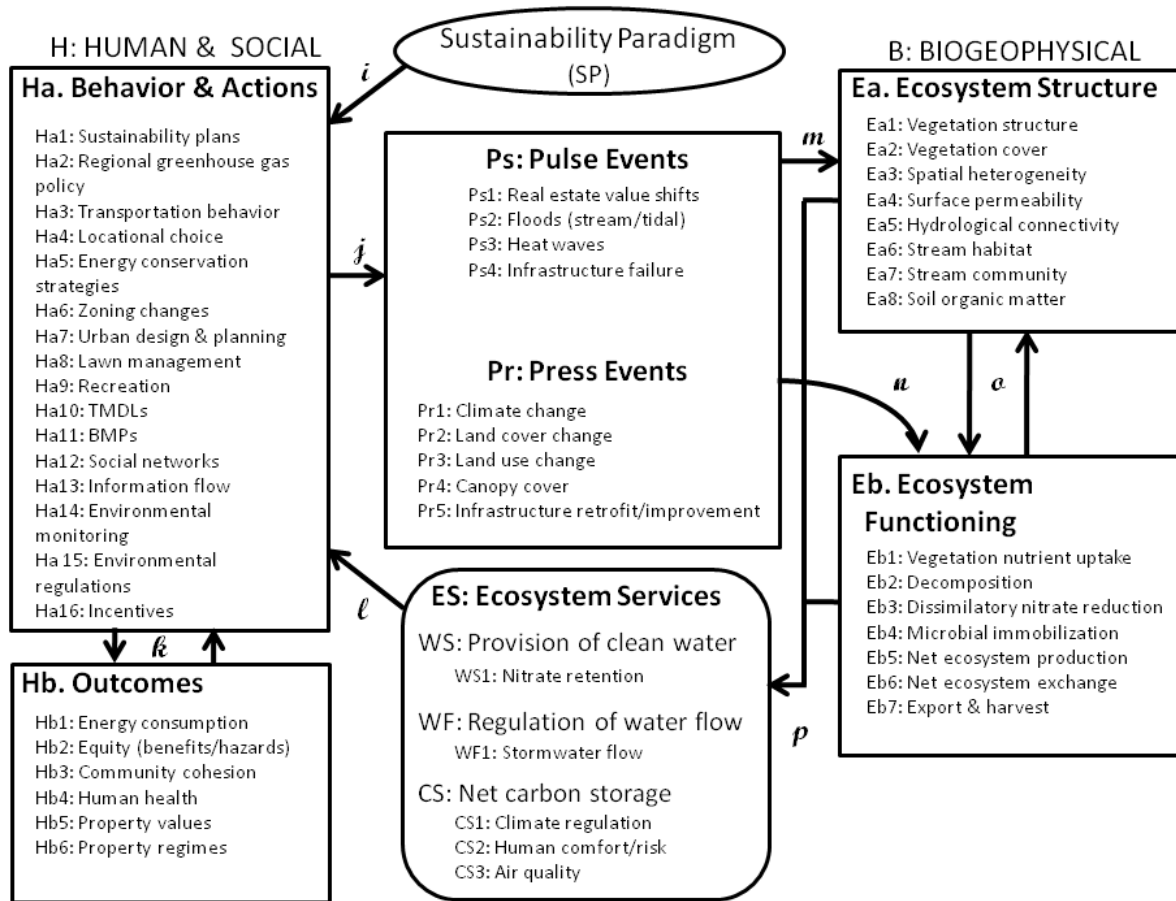 H: HUMAN & SOCIAL
Ha. Behavior & Actions
Ha1: Sustainability plans
Ha2: Regional greenhouse gas
policy
Ha3: Transportation behavior
Ha4: Locational choice
Ha5: Energy conservation
strategies
Ha6: Zoning changes
Ha7: Urban design & planning
Ha8: Lawn management
Ha9: Recreation
Ha10: TMDLs
Ha11: BMPs
Ha12: Social networks
Ha13: Information flow
Ha14: Environmental
monitoring
Ha 15: Environmental
regulations
Ha16: Incentives
k
Hb. Outcomes
Hb1: Energy consumption
Hb2: Equity (benefits/hazards)
Hb3: Community cohesion
Hb4: Human health
Hb5: Property values
Hb6: Property regimes
Sustainability Paradigm
(SP)
i
j
Ps: Pulse Events
Ps1: Real estate value shifts
Ps2: Floods (stream/tidal)
Ps3: Heat waves
Ps4: Infrastructure failure
Pr: Press Events
Pr1: Climate change
Pr2: Land cover change
Pr3: Land use change
Pr4: Canopy cover
Pr5: Infrastructure retrofit/improvement
l
ES: Ecosystem Services
WS: Provision of clean water
WS1: Nitrate retention
WF: Regulation of water flow
WF1: Stormwater flow
CS: Net carbon storage
CS1: Climate regulation
CS2: Human comfort/risk
CS3: Air quality
B: BIOGEOPHYSICAL
m
Ea. Ecosystem Structure
Ea1: Vegetation structure
Ea2: Vegetation cover
Ea3: Spatial heterogeneity
Ea4: Surface permeability
Ea5: Hydrological connectivity
Ea6: Stream habitat
Ea7: Stream community
Ea8: Soil organic matter
n
o
Eb. Ecosystem
Functioning
Eb1: Vegetation nutrient uptake
Eb2: Decomposition
Eb3: Dissimilatory nitrate reduction
Eb4: Microbial immobilization
Eb5: Net ecosystem production
Eb6: Net ecosystem exchange
Eb7: Export & harvest
p